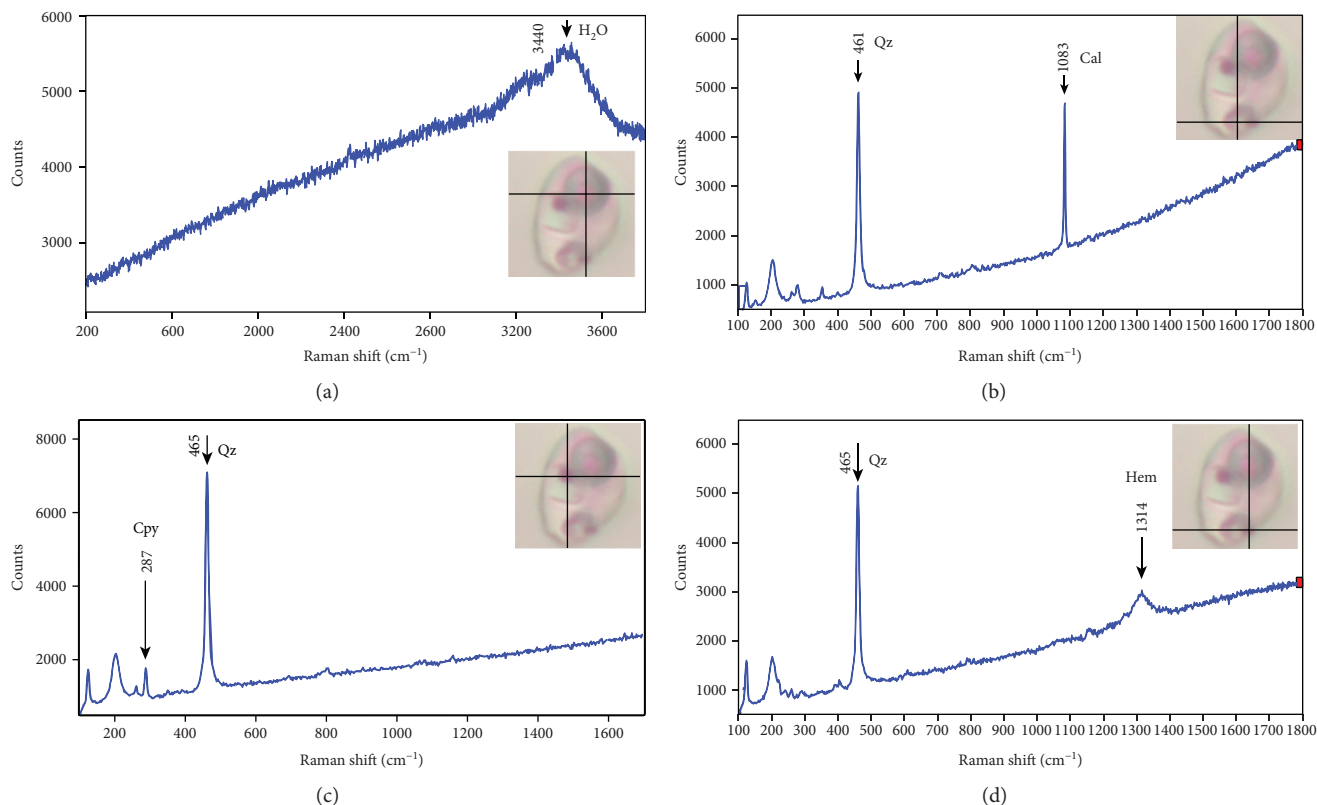 6000
5000
4000
3000
Counts
3440
H₂O
200
600
2000
2400
2600
3200
3600
Raman shift (cm⁻¹)
(a)
6000
5000
4000
3000
2000
1000
Counts
461
Qz
1083
Cal
100 200 300 400 500 600 700 800 900 1000 1100 1200 1300 1400 1500 1600 1700 1800
Raman shift (cm⁻¹)
(b)
8000
6000
4000
2000
Counts
Cpy
287
465
Qz
200 400 600 800 1000 1200 1400 1600
Raman shift (cm⁻¹)
(c)
6000
5000
4000
3000
2000
1000
Counts
465
Qz
Hem
1314
100 200 300 400 500 600 700 800 900 1000 1100 1200 1300 1400 1500 1600 1700 1800
Raman shift (cm⁻¹)
(d)